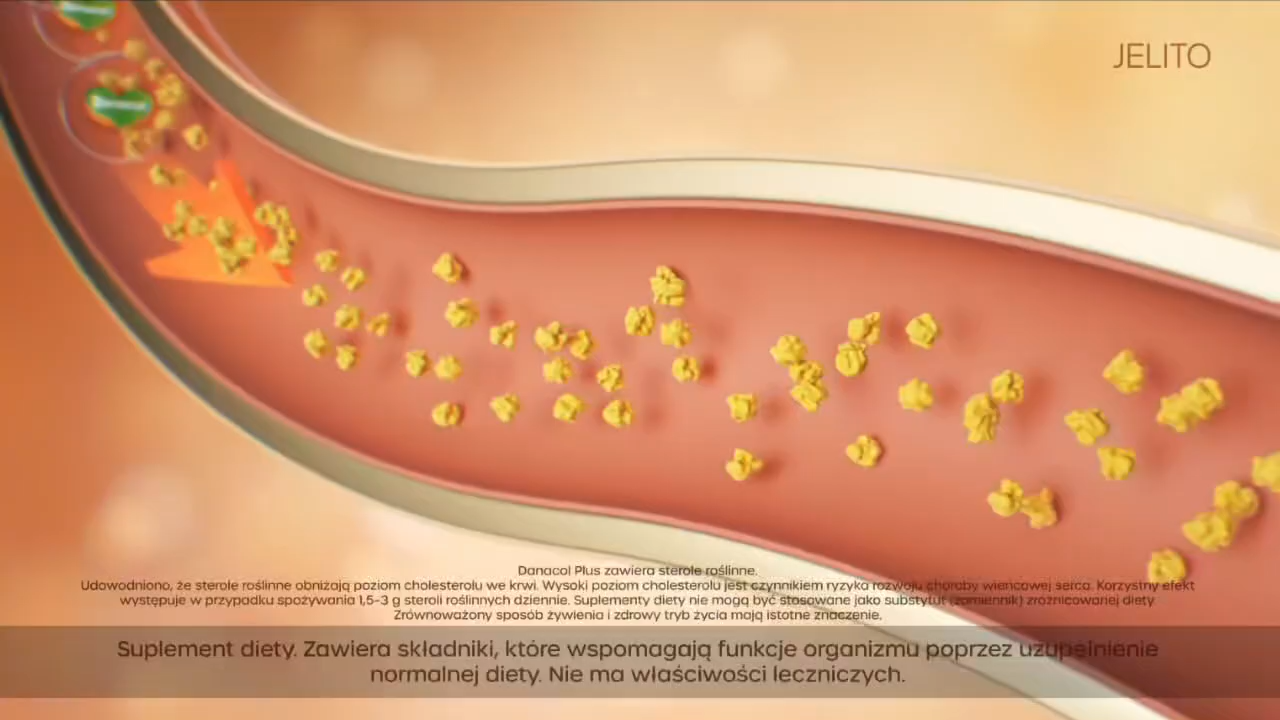 JELITO
Danacol Plus zawiera sterole roślinne.
Udowodniono, że sterole roślinne obniżają poziom cholesterolu we krwi. Wysoki poziom cholesterolu jest czynnikiem ryzyka rozwoju choroby wieńcowej serca. Korzystny efekt
występuje w przypadku spożywania 1,5-3 g steroli roślinnych dziennie. Suplementy diety nie mogą być stosowane jako substytut (zamiennik) zróżnicowanej diety.
Zrównoważony sposób żywienia i zdrowy tryb życia mają istotne znaczenie.
Suplement diety. Zawiera składniki, które wspomagają funkcje organizmu poprzez uzupełnienie
normalnej diety. Nie ma właściwości leczniczych.